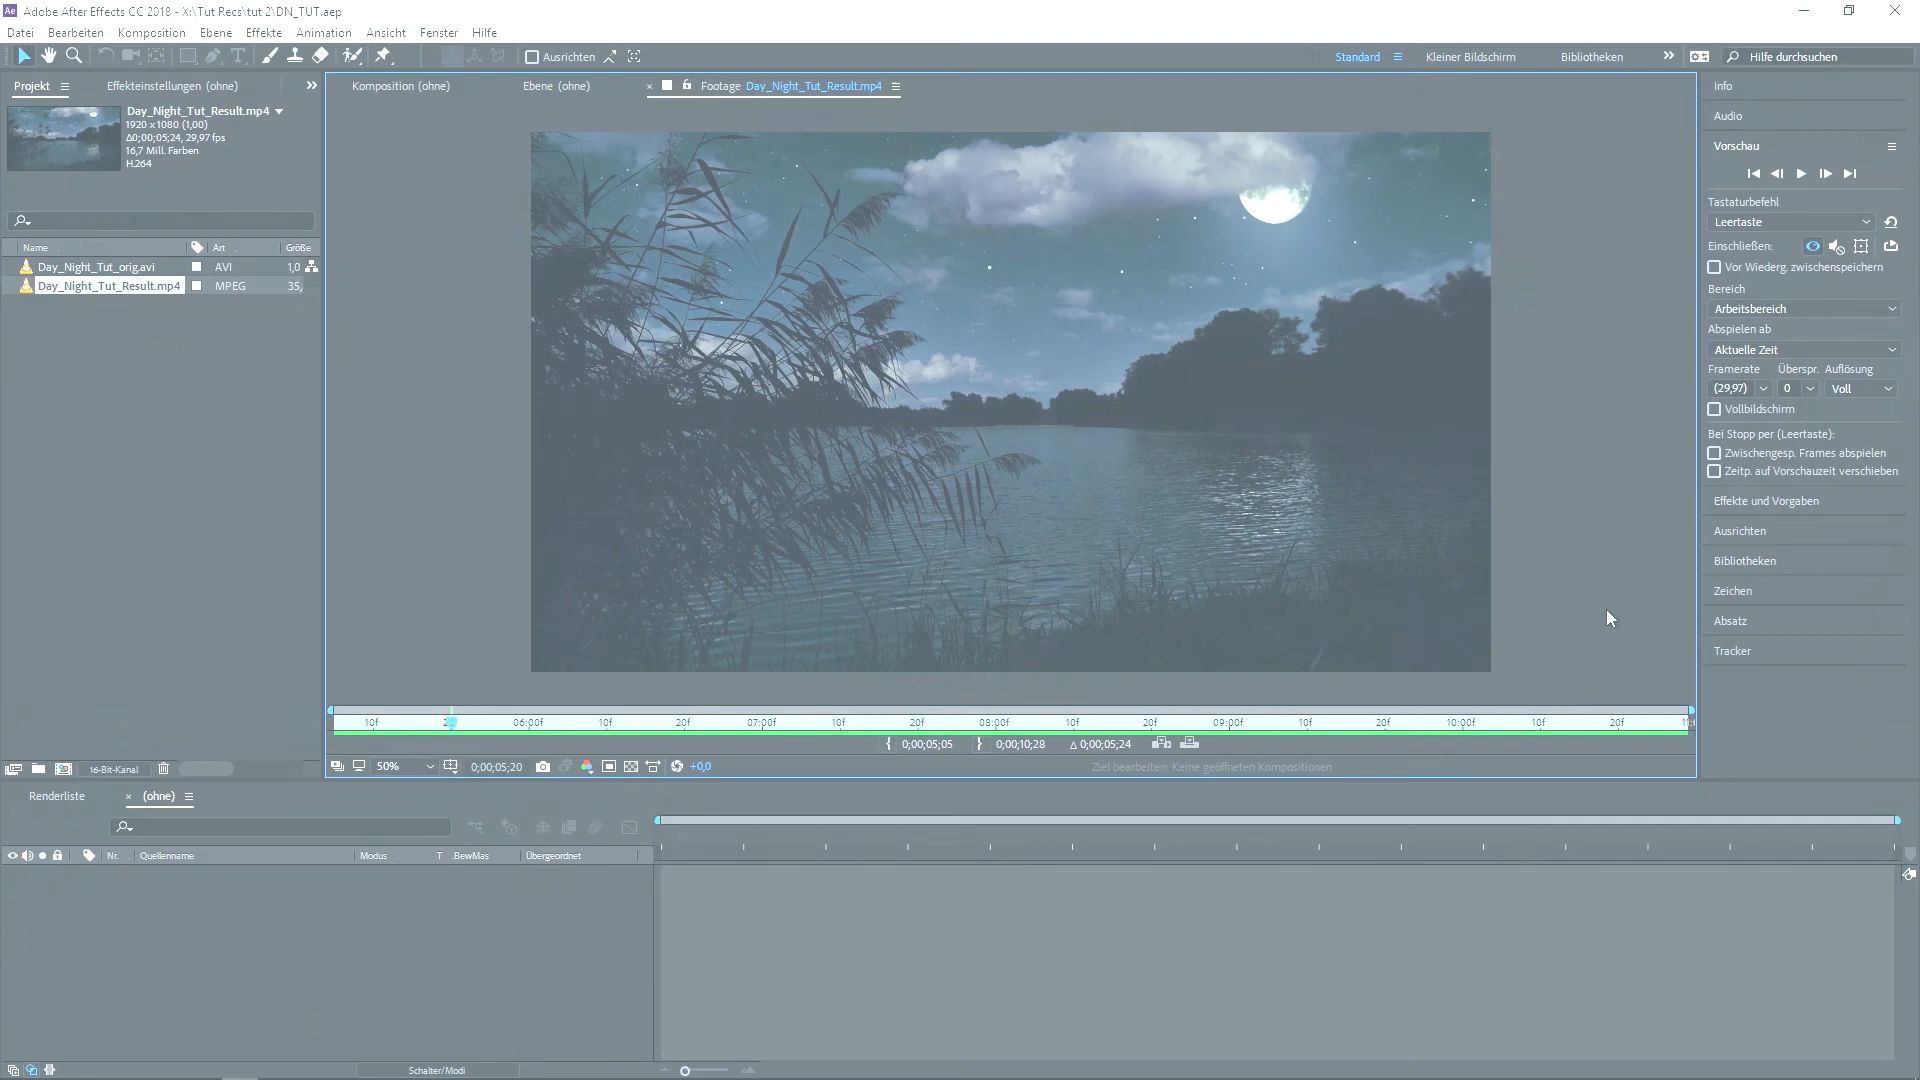 Adobe After Effects CC 2018 - X:\Tut Recs\tut 2\DN_TUT.aep
Datei Bearbeiten Komposition Ebene Effekte Animation Ansicht Fenster Hilfe
Ausrichten Standard Kleiner Bildschirm Bibliotheken Hilfe durchsuchen
Projekt Effekteinstellungen (ohne)
Day_Night_Tut_Result.mp4
1920 x 1080 (1,00)
Δ0;00;05;24, 29,97 fps
16,7 Mill. Farben
H.264
Name Art Größe
Day_Night_Tut_orig.avi AVI 1,0
Day_Night_Tut_Result.mp4 MPEG 35,
16-Bit-Kanal
Komposition (ohne) Ebene (ohne) Footage Day_Night_Tut_Result.mp4
10f 06:00f 10f 20f 07:00f 10f 20f 08:00f 10f 20f 09:00f 10f 20f 10:00f 10f 20f
0;00;05;05 0;00;10;28 Δ 0;00;05;24
50% 0;00;05;20 +0,0 Ziel bearbeiten: Keine geöffneten Kompositionen
Info
Audio
Vorschau
Tastaturbefehl
Leertaste
Einschließen:
Vor Wiederg. zwischenspeichern
Bereich
Arbeitsbereich
Abspielen ab
Aktuelle Zeit
Framerate Überspr. Auflösung
(29,97) 0 Voll
Vollbildschirm
Bei Stopp per (Leertaste):
Zwischengesp. Frames abspielen
Zeitp. auf Vorschauzeit verschieben
Effekte und Vorgaben
Ausrichten
Bibliotheken
Zeichen
Absatz
Tracker
Renderliste (ohne)
Nr. Quellenname Modus T .BewMas Übergeordnet
Schalter/Modi